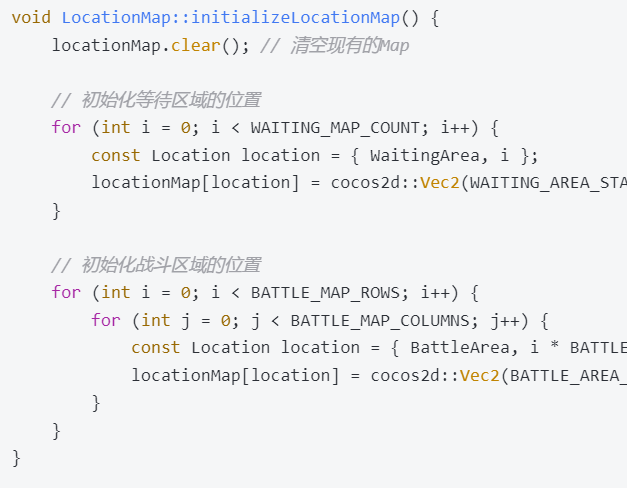 void LocationMap::initializeLocationMap() {
    locationMap.clear(); // 清空现有的Map

    // 初始化等待区域的位置
    for (int i = 0; i < WAITING_MAP_COUNT; i++) {
        const Location location = { WaitingArea, i };
        locationMap[location] = cocos2d::Vec2(WAITING_AREA_STA
    }

    // 初始化战斗区域的位置
    for (int i = 0; i < BATTLE_MAP_ROWS; i++) {
        for (int j = 0; j < BATTLE_MAP_COLUMNS; j++) {
            const Location location = { BattleArea, i * BATTLE
            locationMap[location] = cocos2d::Vec2(BATTLE_AREA_
        }
    }
}